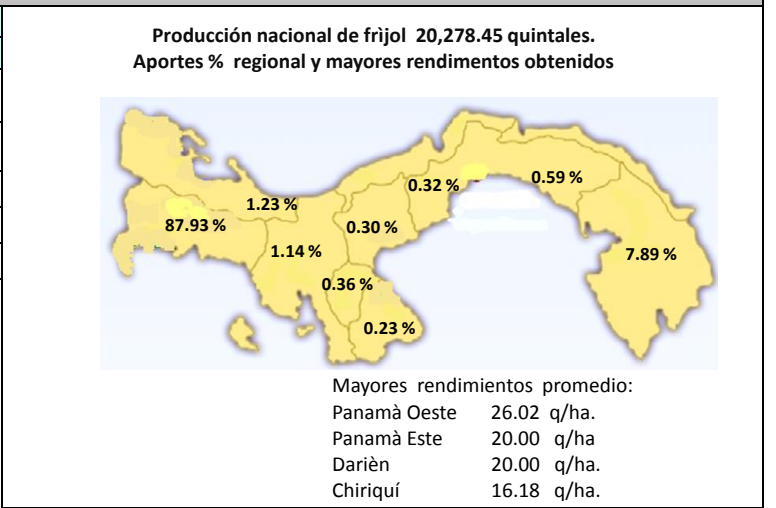 Producción nacional de frìjol 20,278.45 quintales.
Aportes % regional y mayores rendimientos obtenidos
0.32 %
0.59 %
1.23 %
87.93 %
0.30 %
1.14 %
7.89 %
0.36 %
0.23 %
Mayores rendimientos promedio:
Panamà Oeste 26.02 q/ha.
Panamà Este 20.00 q/ha
Darièn 20.00 q/ha.
Chiriquí 16.18 q/ha.